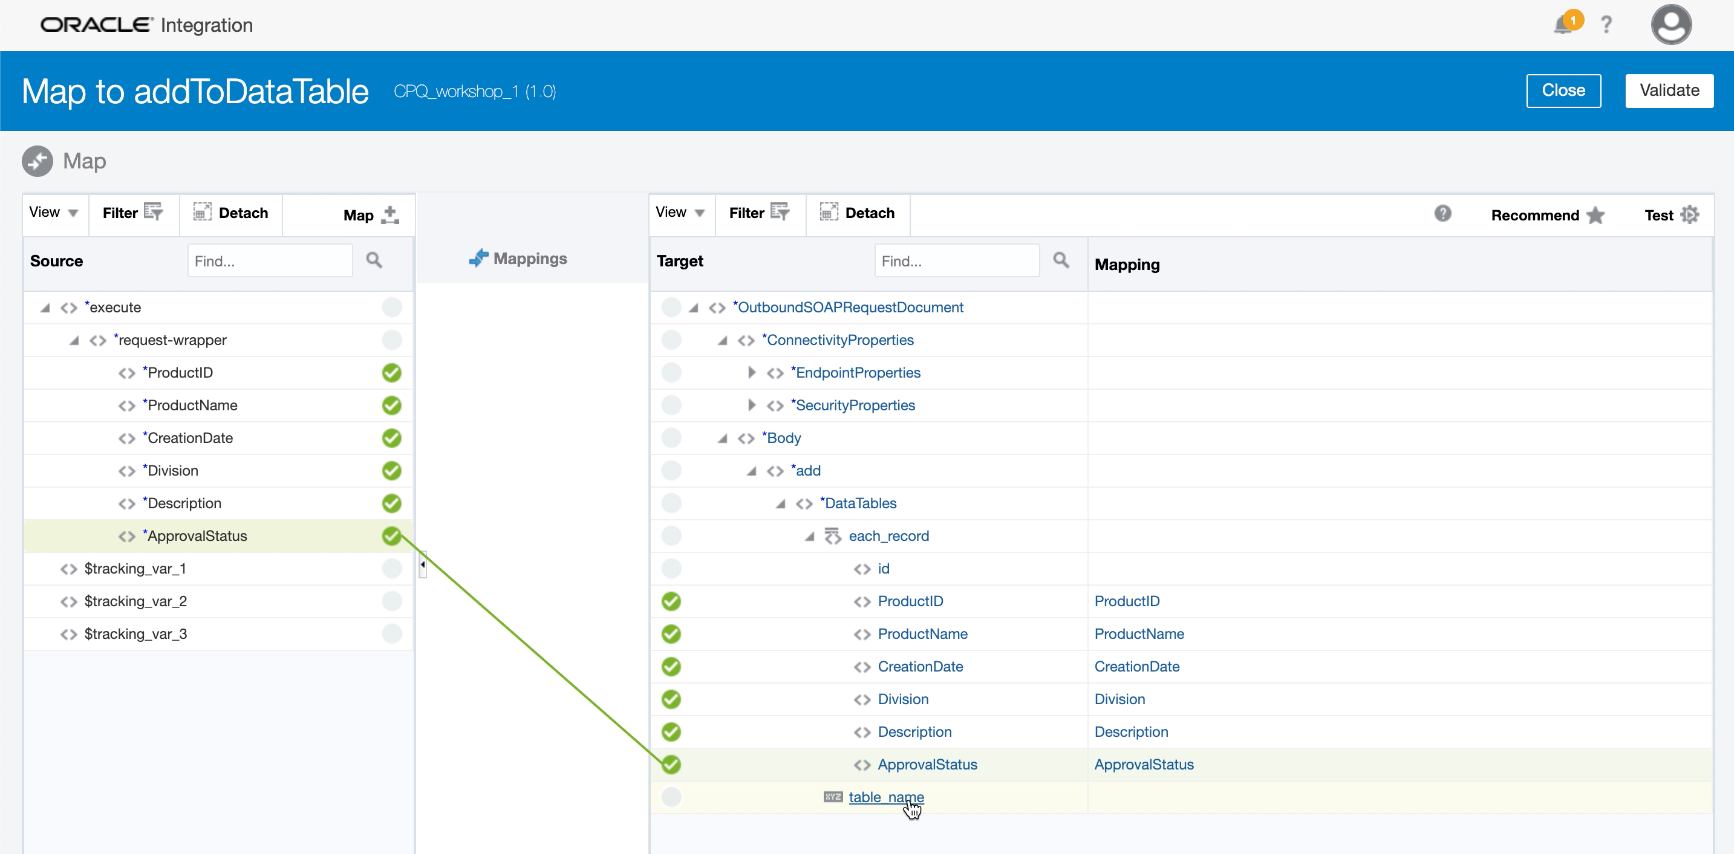 ORACLE® Integration
1
?
Map to addToDataTable CPQ_workshop_1 (1.0)
Close
Validate
Map
View Filter Detach Map
View Filter Detach ? Recommend Test
Source Find...
Mappings
Target Find... Mapping
*execute
*request-wrapper
*ProductID
*ProductName
*CreationDate
*Division
*Description
*ApprovalStatus
$tracking_var_1
$tracking_var_2
$tracking_var_3
*OutboundSOAPRequestDocument
*ConnectivityProperties
*EndpointProperties
*SecurityProperties
*Body
*add
*DataTables
each_record
id
ProductID ProductID
ProductName ProductName
CreationDate CreationDate
Division Division
Description Description
ApprovalStatus ApprovalStatus
XYZ table_name